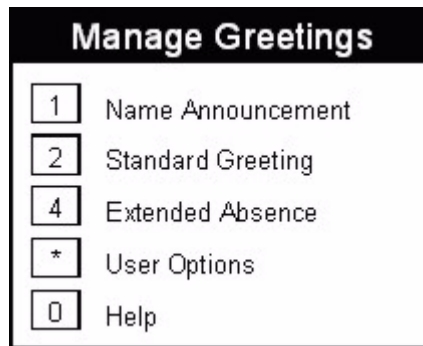 Manage Greetings
1 Name Announcement
2 Standard Greeting
4 Extended Absence
* User Options
0 Help